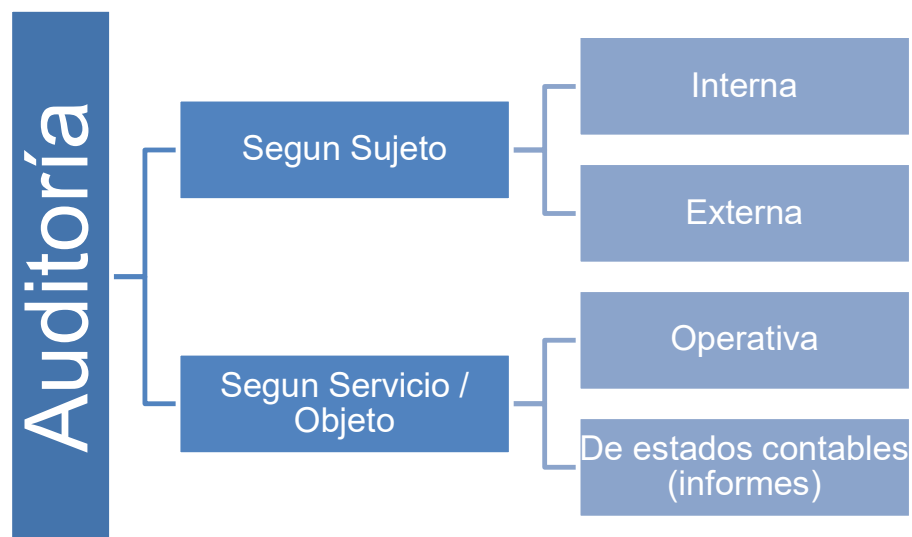 Auditoría
Segun Sujeto
Interna
Externa
Segun Servicio /
Objeto
Operativa
De estados contables
(informes)